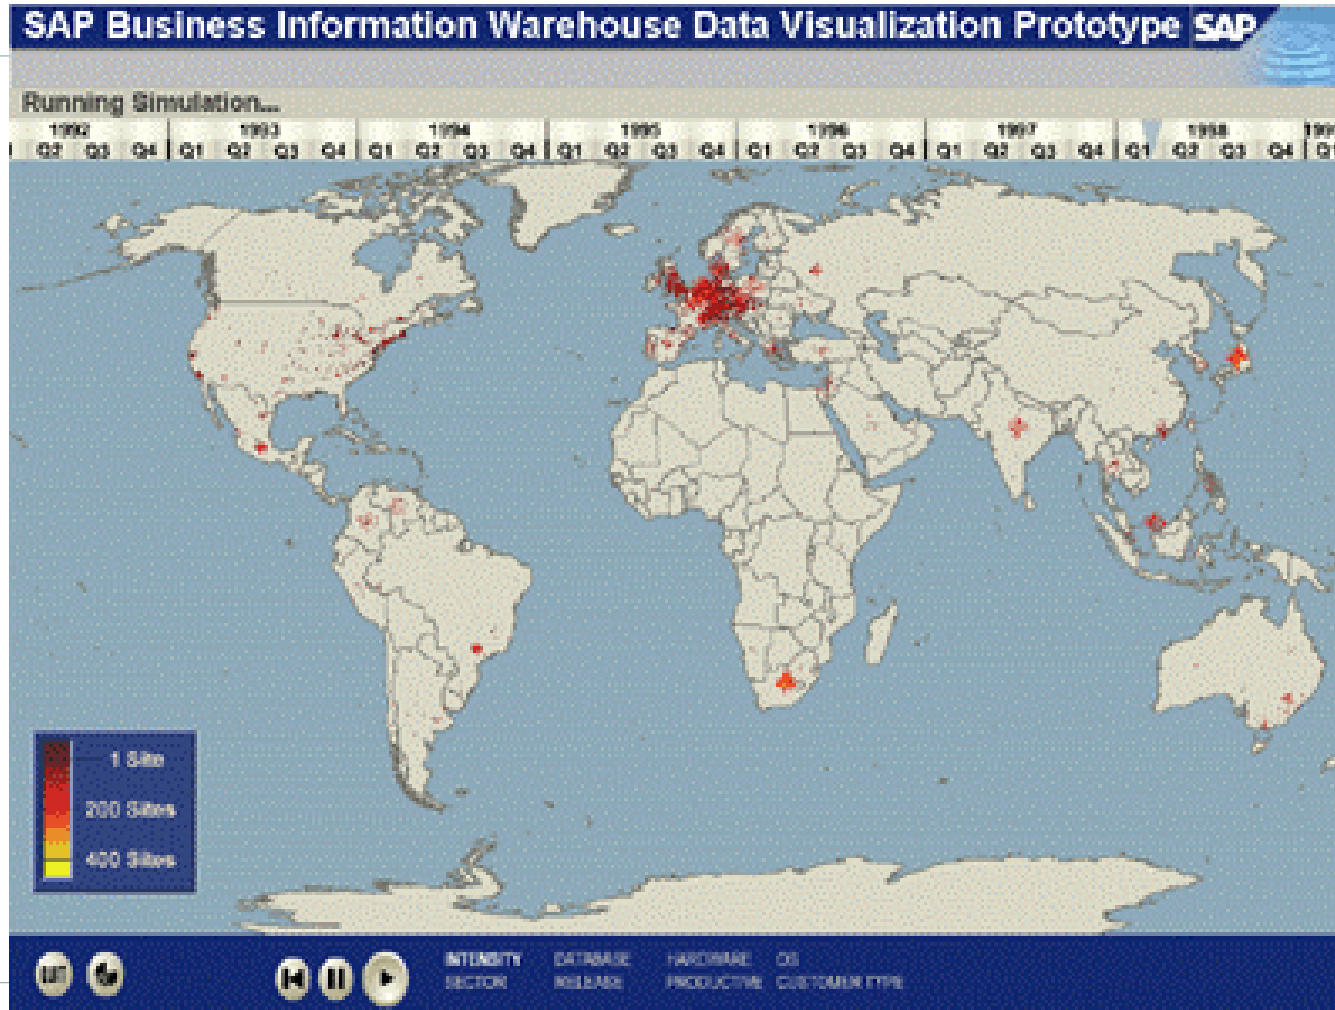 SAP Business Information Warehouse Data Visualization Prototype SAP
Running Simulation...
1992 1993 1994 1995 1996 1997 1998 199
Q2 Q3 Q4 Q1 Q2 Q3 Q4 Q1 Q2 Q3 Q4 Q1 Q2 Q3 Q4 Q1 Q2 Q3 Q4 Q1 Q2 Q3 Q4 Q1 Q2 Q3 Q4
1 Site
200 Sites
400 Sites
INTENSITY DATABASE HARDWARE OS
SECTOR RELEASE PRODUCTIVE CUSTOMER TYPE